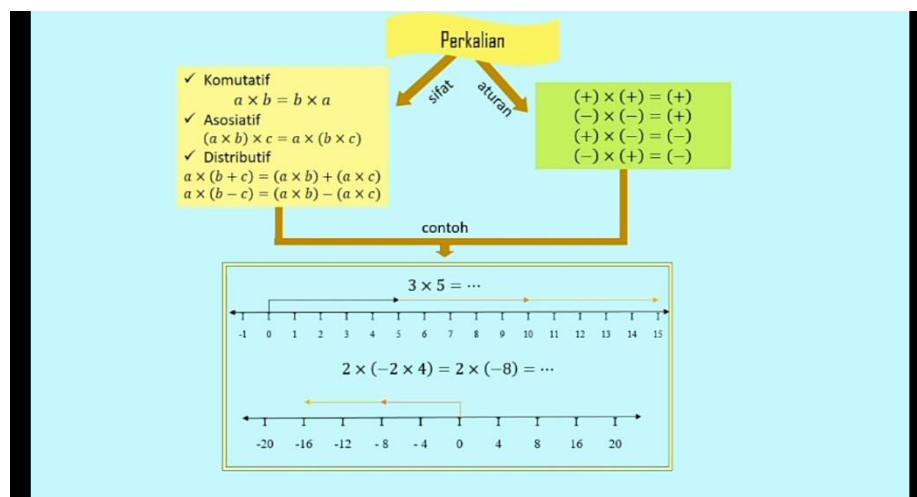 Perkalian
sifat
aturan
✓ Komutatif
a × b = b × a
✓ Asosiatif
(a × b) × c = a × (b × c)
✓ Distributif
a × (b + c) = (a × b) + (a × c)
a × (b − c) = (a × b) − (a × c)
(+) × (+) = (+)
(−) × (−) = (+)
(+) × (−) = (−)
(−) × (+) = (−)
contoh
3 × 5 = ⋯
-1 0 1 2 3 4 5 6 7 8 9 10 11 12 13 14 15
2 × (−2 × 4) = 2 × (−8) = ⋯
-20 -16 -12 - 8 - 4 0 4 8 16 20